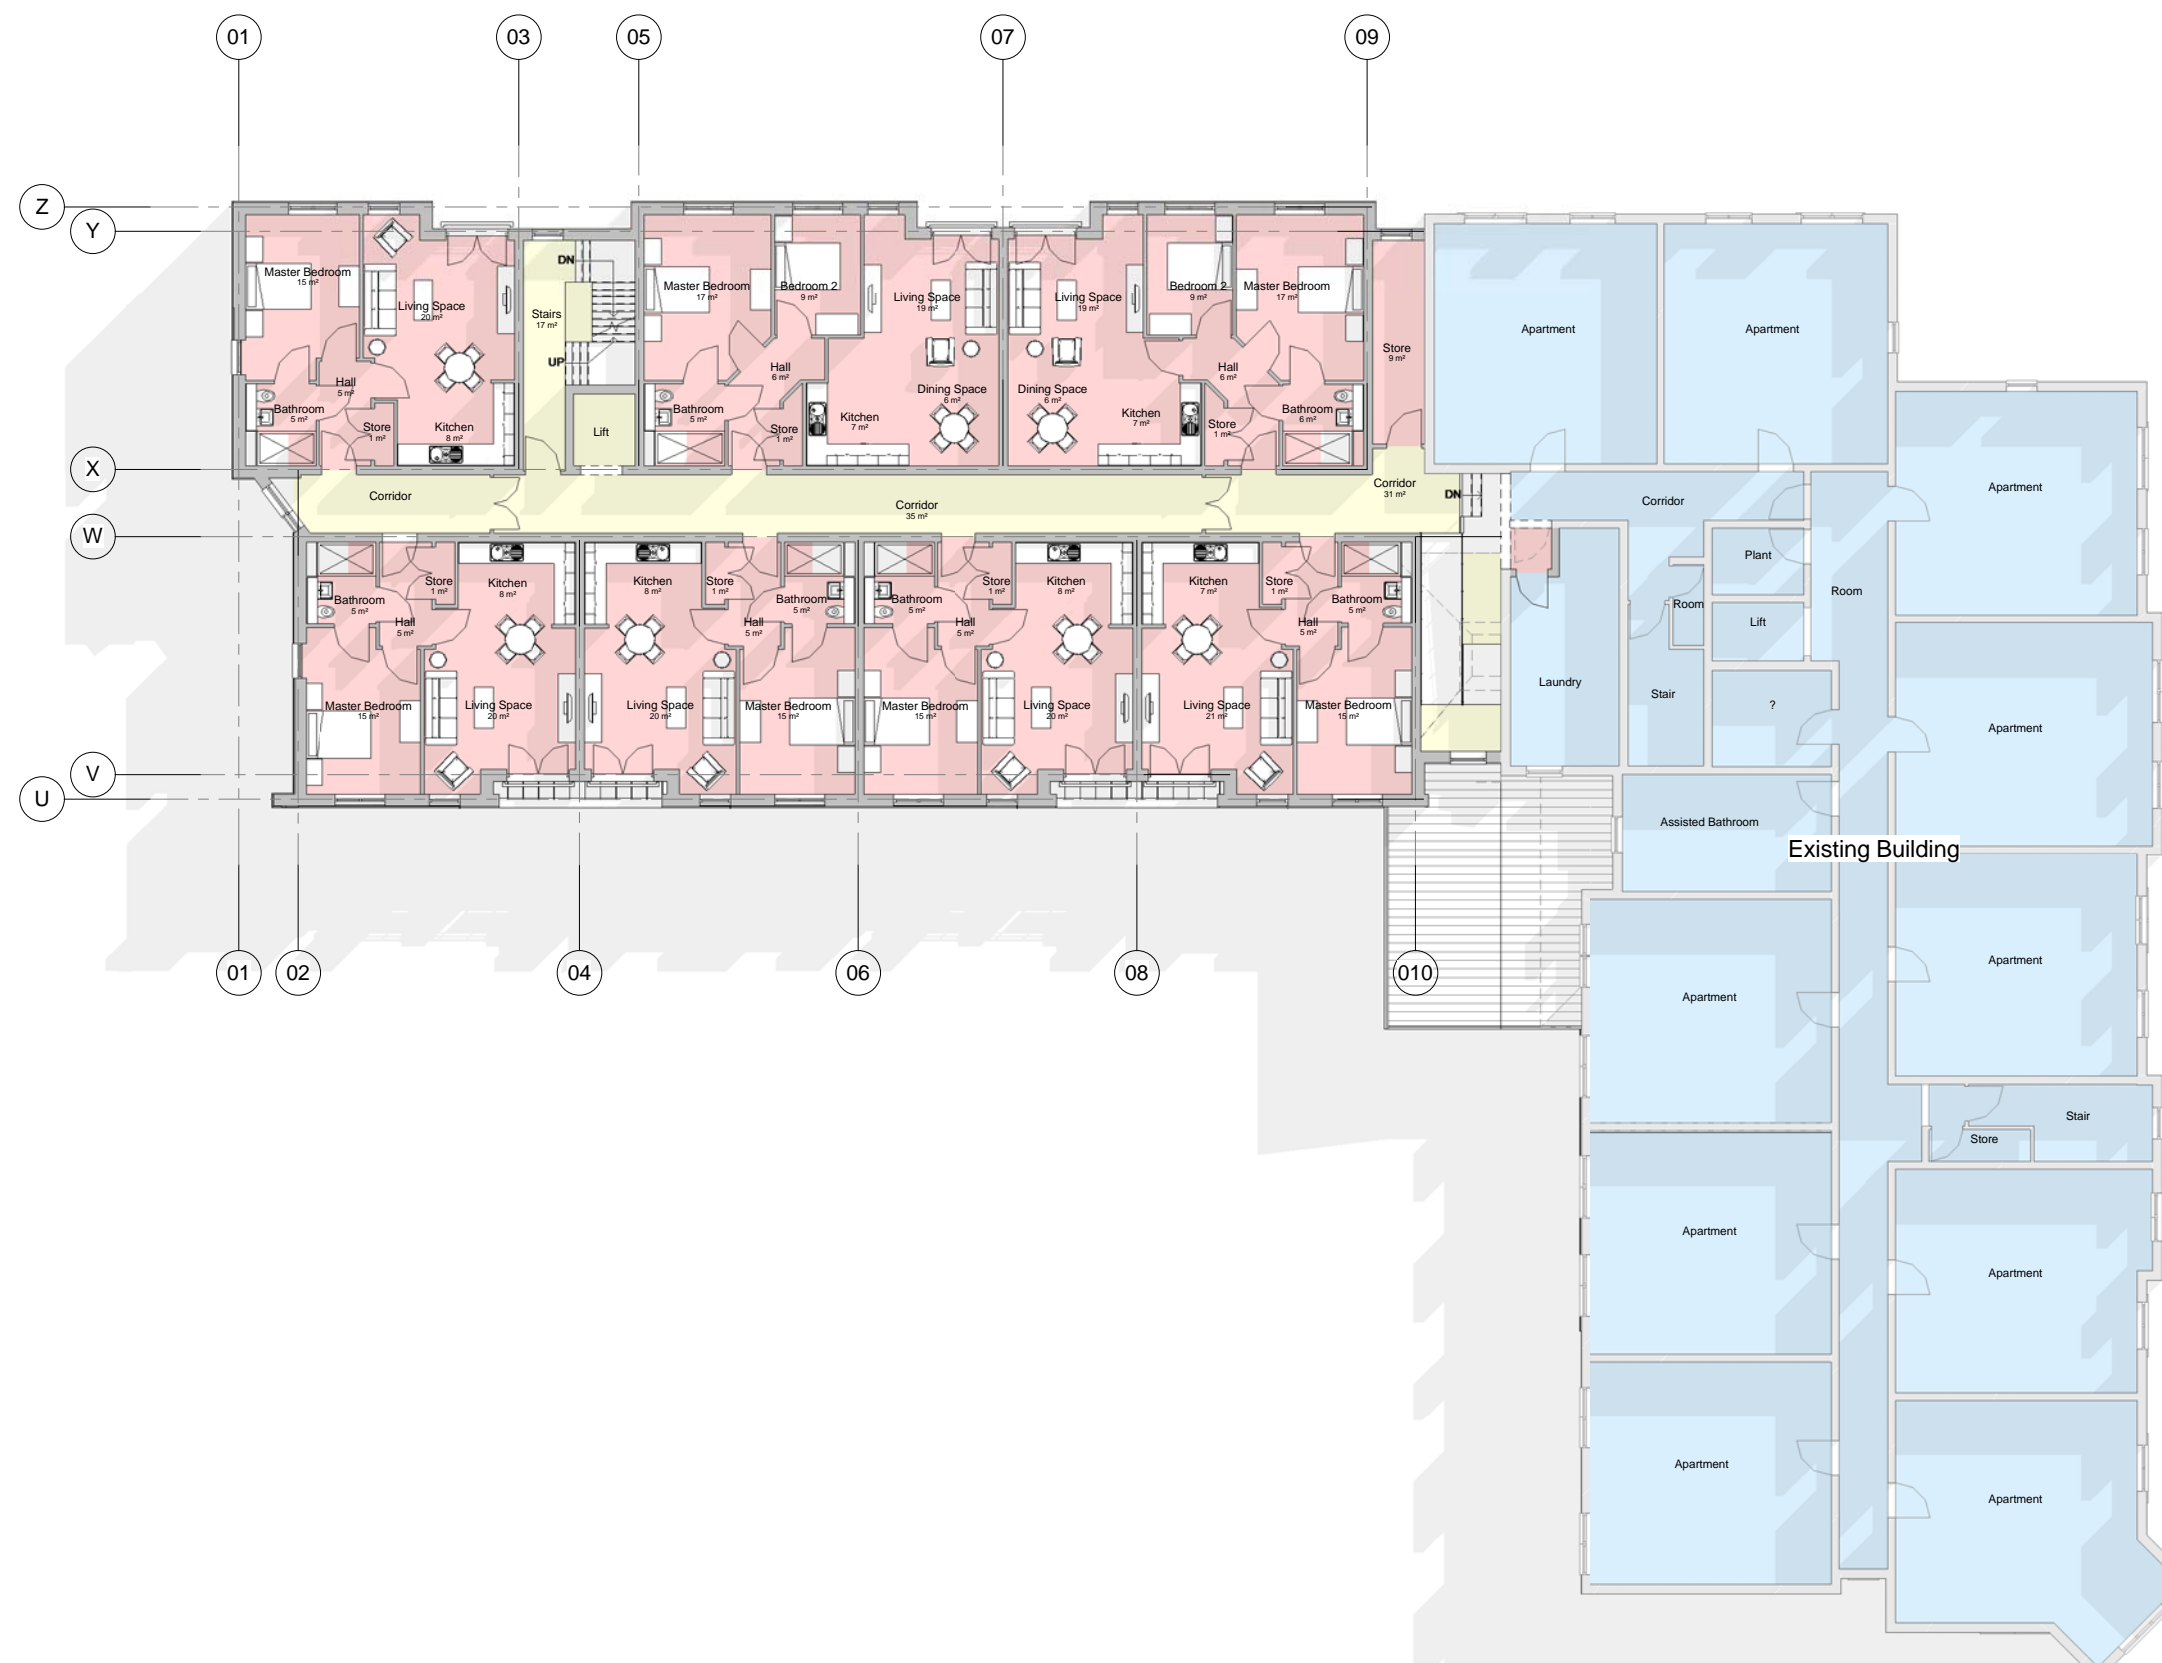 01
03
05
07
09
Z
Y
X
W
V
U
Master Bedroom
15 m²
Living Space
20 m²
Hall
5 m²
Bathroom
5 m²
Store
1 m²
Kitchen
8 m²
DN
Stairs
17 m²
UP
Lift
Master Bedroom
17 m²
Bedroom 2
9 m²
Living Space
19 m²
Hall
6 m²
Dining Space
6 m²
Bathroom
5 m²
Store
1 m²
Kitchen
7 m²
Living Space
19 m²
Bedroom 2
9 m²
Master Bedroom
17 m²
Dining Space
6 m²
Hall
6 m²
Kitchen
7 m²
Store
1 m²
Bathroom
6 m²
Store
9 m²
Corridor
Corridor
35 m²
Corridor
31 m²
DN
Bathroom
5 m²
Store
1 m²
Kitchen
8 m²
Hall
5 m²
Master Bedroom
15 m²
Living Space
20 m²
Kitchen
8 m²
Store
1 m²
Bathroom
5 m²
Hall
5 m²
Living Space
20 m²
Master Bedroom
15 m²
Bathroom
5 m²
Store
1 m²
Kitchen
8 m²
Hall
5 m²
Master Bedroom
15 m²
Living Space
20 m²
Kitchen
7 m²
Store
1 m²
Bathroom
5 m²
Hall
5 m²
Living Space
21 m²
Master Bedroom
15 m²
01
02
04
06
08
010
Apartment
Apartment
Apartment
Corridor
Plant
Room
Room
Lift
Laundry
Stair
?
Apartment
Assisted Bathroom
Existing Building
Apartment
Apartment
Stair
Store
Apartment
Apartment
Apartment
Apartment